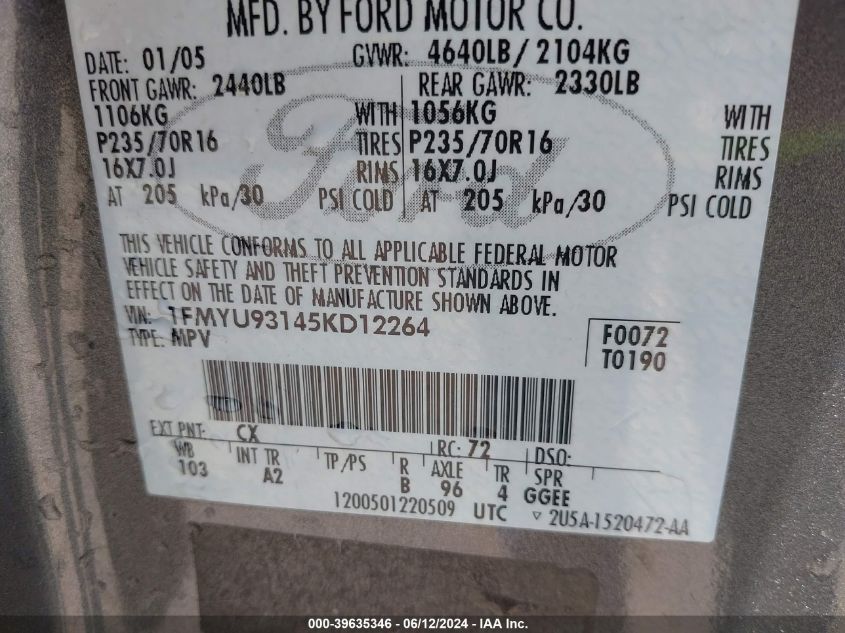 MFD. BY FORD MOTOR CO.
DATE: 01/05 GVWR: 4640LB/ 2104KG
FRONT GAWR: 2440LB REAR GAWR: 2330LB
1106KG WITH 1056KG WITH
P235/70R16 TIRES P235/70R16 TIRES
16X7.0J RIMS 16X7.0J RIMS
AT 205 kPa/30 PSI COLD AT 205 kPa/30 PSI COLD
Ford
THIS VEHICLE CONFORMS TO ALL APPLICABLE FEDERAL MOTOR
VEHICLE SAFETY AND THEFT PREVENTION STANDARDS IN
EFFECT ON THE DATE OF MANUFACTURE SHOWN ABOVE.
VIN: 1FMYU93145KD12264
TYPE: MPV
F0072
T0190
EXT PNT: CX RC: 72 DSO:
WB INT TR TP/PS R AXLE TR SPR
103 A2 B 96 4 GGEE
1200501220509 UTC ▽ 2U5A-1520472-AA
000-39635346 - 06/12/2024 - IAA Inc.